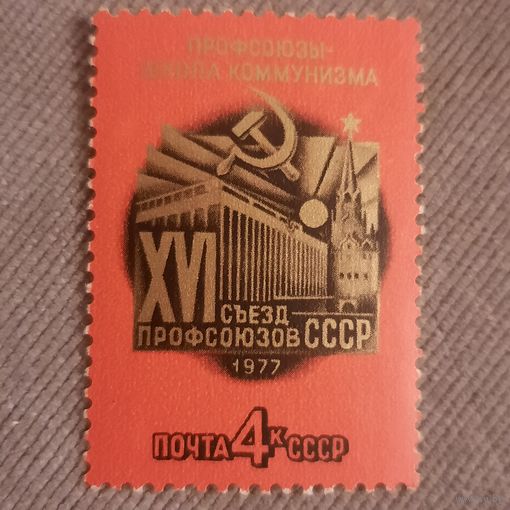 ПРОФСОЮЗЫ-
ШКОЛА КОММУНИЗМА
XVI
СЪЕЗД
ПРОФСОЮЗОВ СССР
1977
ПОЧТА 4К СССР